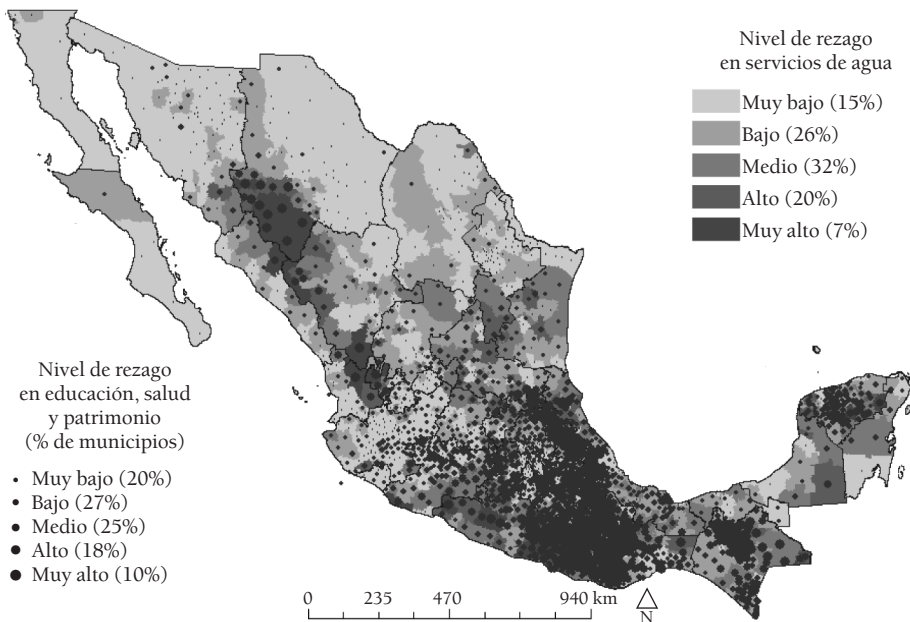 Nivel de rezago
en servicios de agua
Muy bajo (15%)
Bajo (26%)
Medio (32%)
Alto (20%)
Muy alto (7%)
Nivel de rezago
en educación, salud
y patrimonio
(% de municipios)
Muy bajo (20%)
Bajo (27%)
Medio (25%)
Alto (18%)
Muy alto (10%)
0 235 470 940 km
N